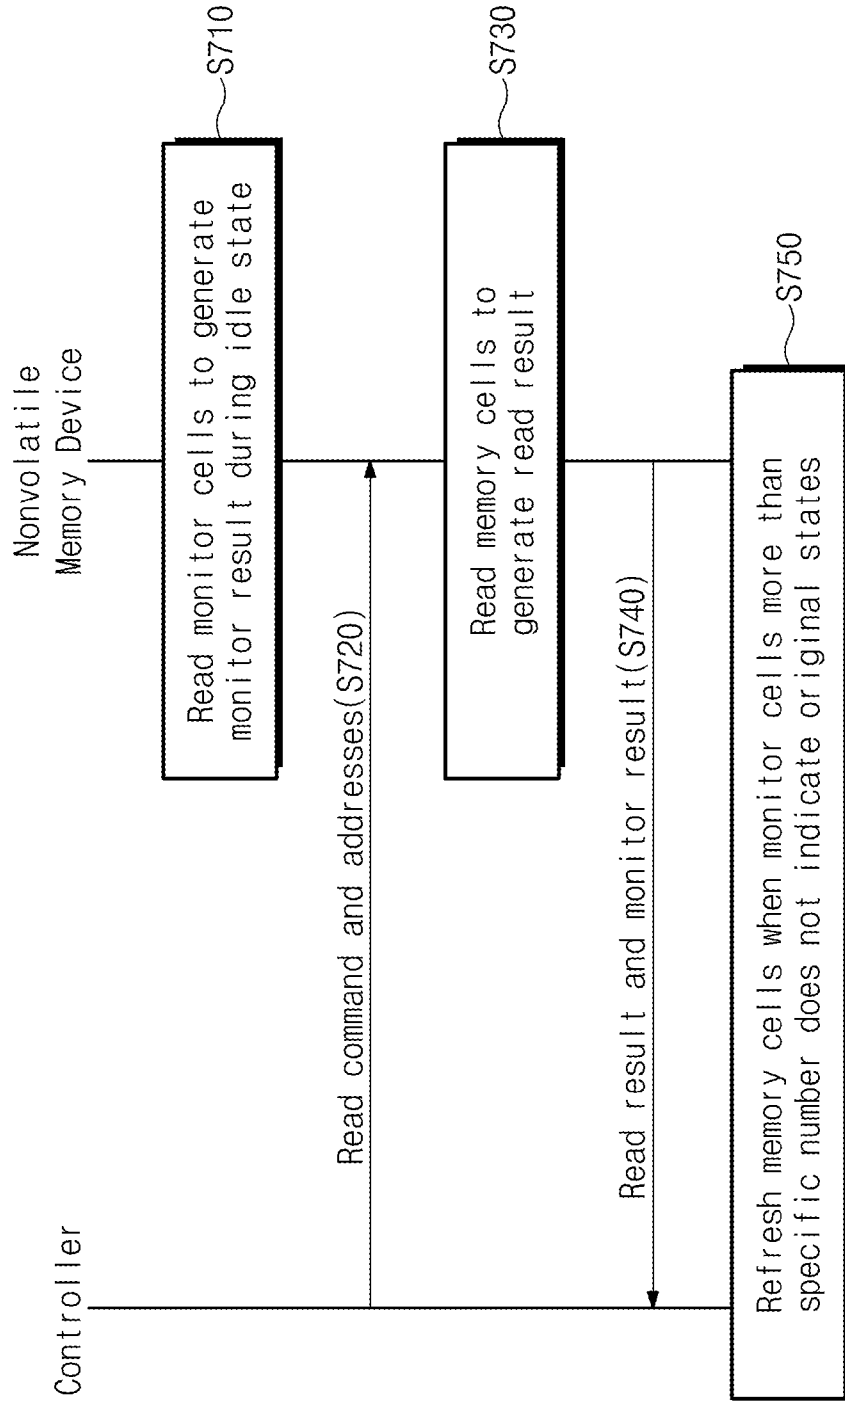 Controller
Nonvolatile
Memory Device
Read monitor cells to generate
monitor result during idle state
S710
Read command and addresses(S720)
Read memory cells to
generate read result
S730
Read result and monitor result(S740)
Refresh memory cells when monitor cells more than
specific number does not indicate original states
S750